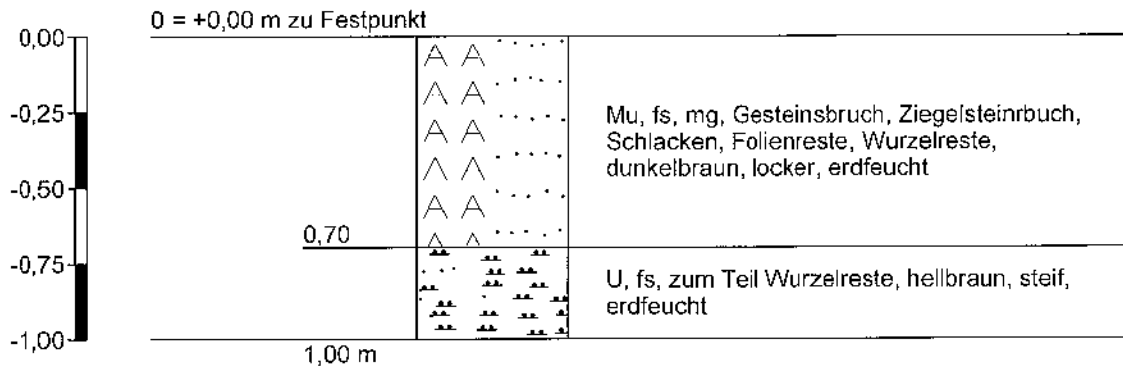 0 = +0,00 m zu Festpunkt
0,00
-0,25
-0,50
-0,75
-1,00
Mu, fs, mg, Gesteinsbruch, Ziegelsteinrbuch,
Schlacken, Folienreste, Wurzelreste,
dunkelbraun, locker, erdfeucht
0,70
U, fs, zum Teil Wurzelreste, hellbraun, steif,
erdfeucht
1,00 m